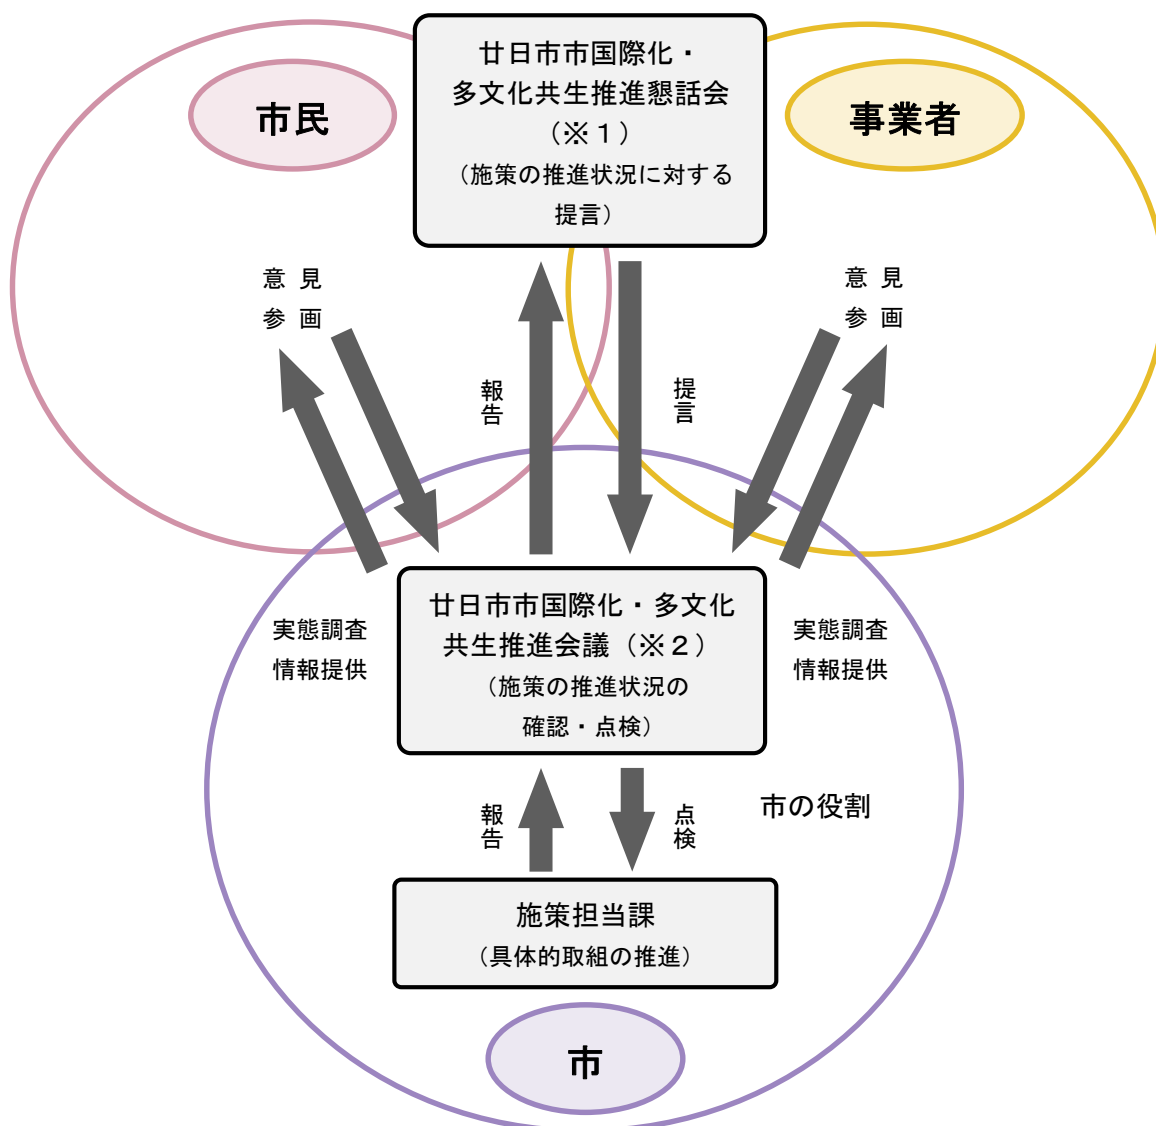 廿日市市国際化・
多文化共生推進懇話会
（※１）
（施策の推進状況に対する
提言）
市民
事業者
意 見
参 画
意 見
参 画
報告
提言
廿日市市国際化・多文化
共生推進会議（※２）
（施策の推進状況の
確認・点検）
実態調査
情報提供
実態調査
情報提供
報告
点検
市の役割
施策担当課
（具体的取組の推進）
市